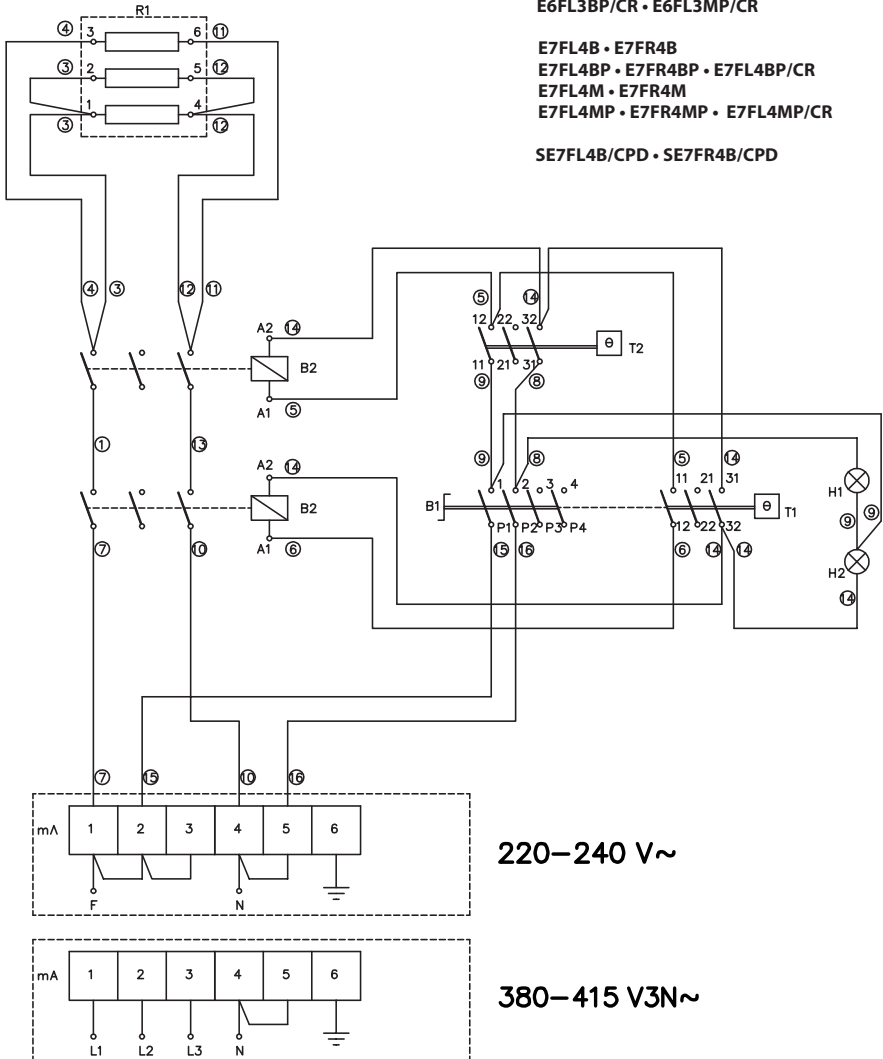 E6FL3BP/CR • E6FL3MP/CR
E7FL4B • E7FR4B
E7FL4BP • E7FR4BP • E7FL4BP/CR
E7FL4M • E7FR4M
E7FL4MP • E7FR4MP • E7FL4MP/CR
SE7FL4B/CPD • SE7FR4B/CPD
R1
4 3 6 11
3 2 5 12
1 4
3 12
4 3 12 11
5 14
12 22 32
A2 14
B2
θ T2
11 21 31
A1 5
9 8
1 13
9 8 5 14
A2 14
1 2 3 4
11 21 31
H1
B2
B1
θ T1
9 9
P1 P2 P3 P4
12 22 32
7 10
A1 6
15 16
6 14 14
H2
14
7 15 10 16
mΛ 1 2 3 4 5 6
220–240 V~
F N
mA 1 2 3 4 5 6
380–415 V3N~
L1 L2 L3 N